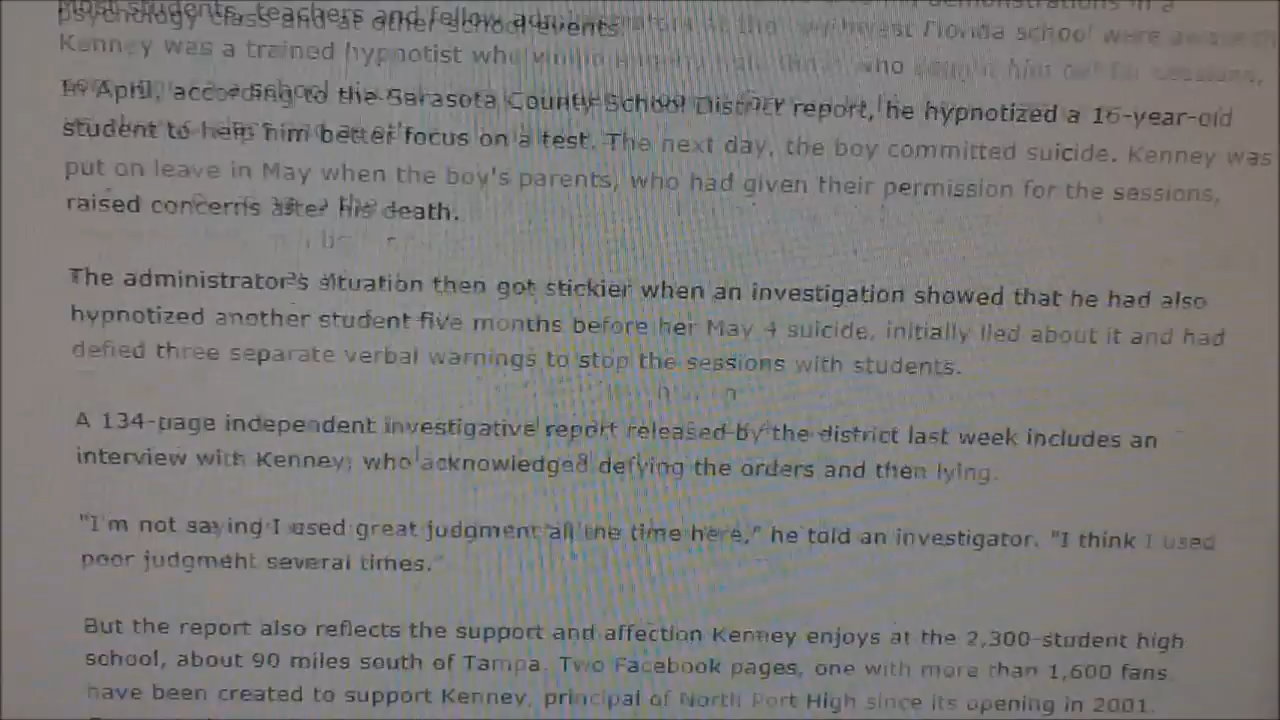 Most students, teachers and fellow
psychology class and at other school events.
Florida school were
Kenney was a trained hypnotist who
In April, according to the Sarasota County School District report, he hypnotized a 16-year-old
student to help him better focus on a test. The next day, the boy committed suicide. Kenney was
put on leave in May when the boy's parents, who had given their permission for the sessions,
raised concerns after his death.
The administrator's situation then got stickier when an investigation showed that he had also
hypnotized another student five months before her May 4 suicide, initially lied about it and had
defied three separate verbal warnings to stop the sessions with students.
A 134-page independent investigative report released by the district last week includes an
interview with Kenney, who acknowledged defying the orders and then lying.
"I'm not saying I used great judgment all the time here," he told an investigator. "I think I used
poor judgment several times."
But the report also reflects the support and affection Kenney enjoys at the 2,300-student high
school, about 90 miles south of Tampa. Two Facebook pages, one with more than 1,600 fans
have been created to support Kenney, principal of North Port High since its opening in 2001.